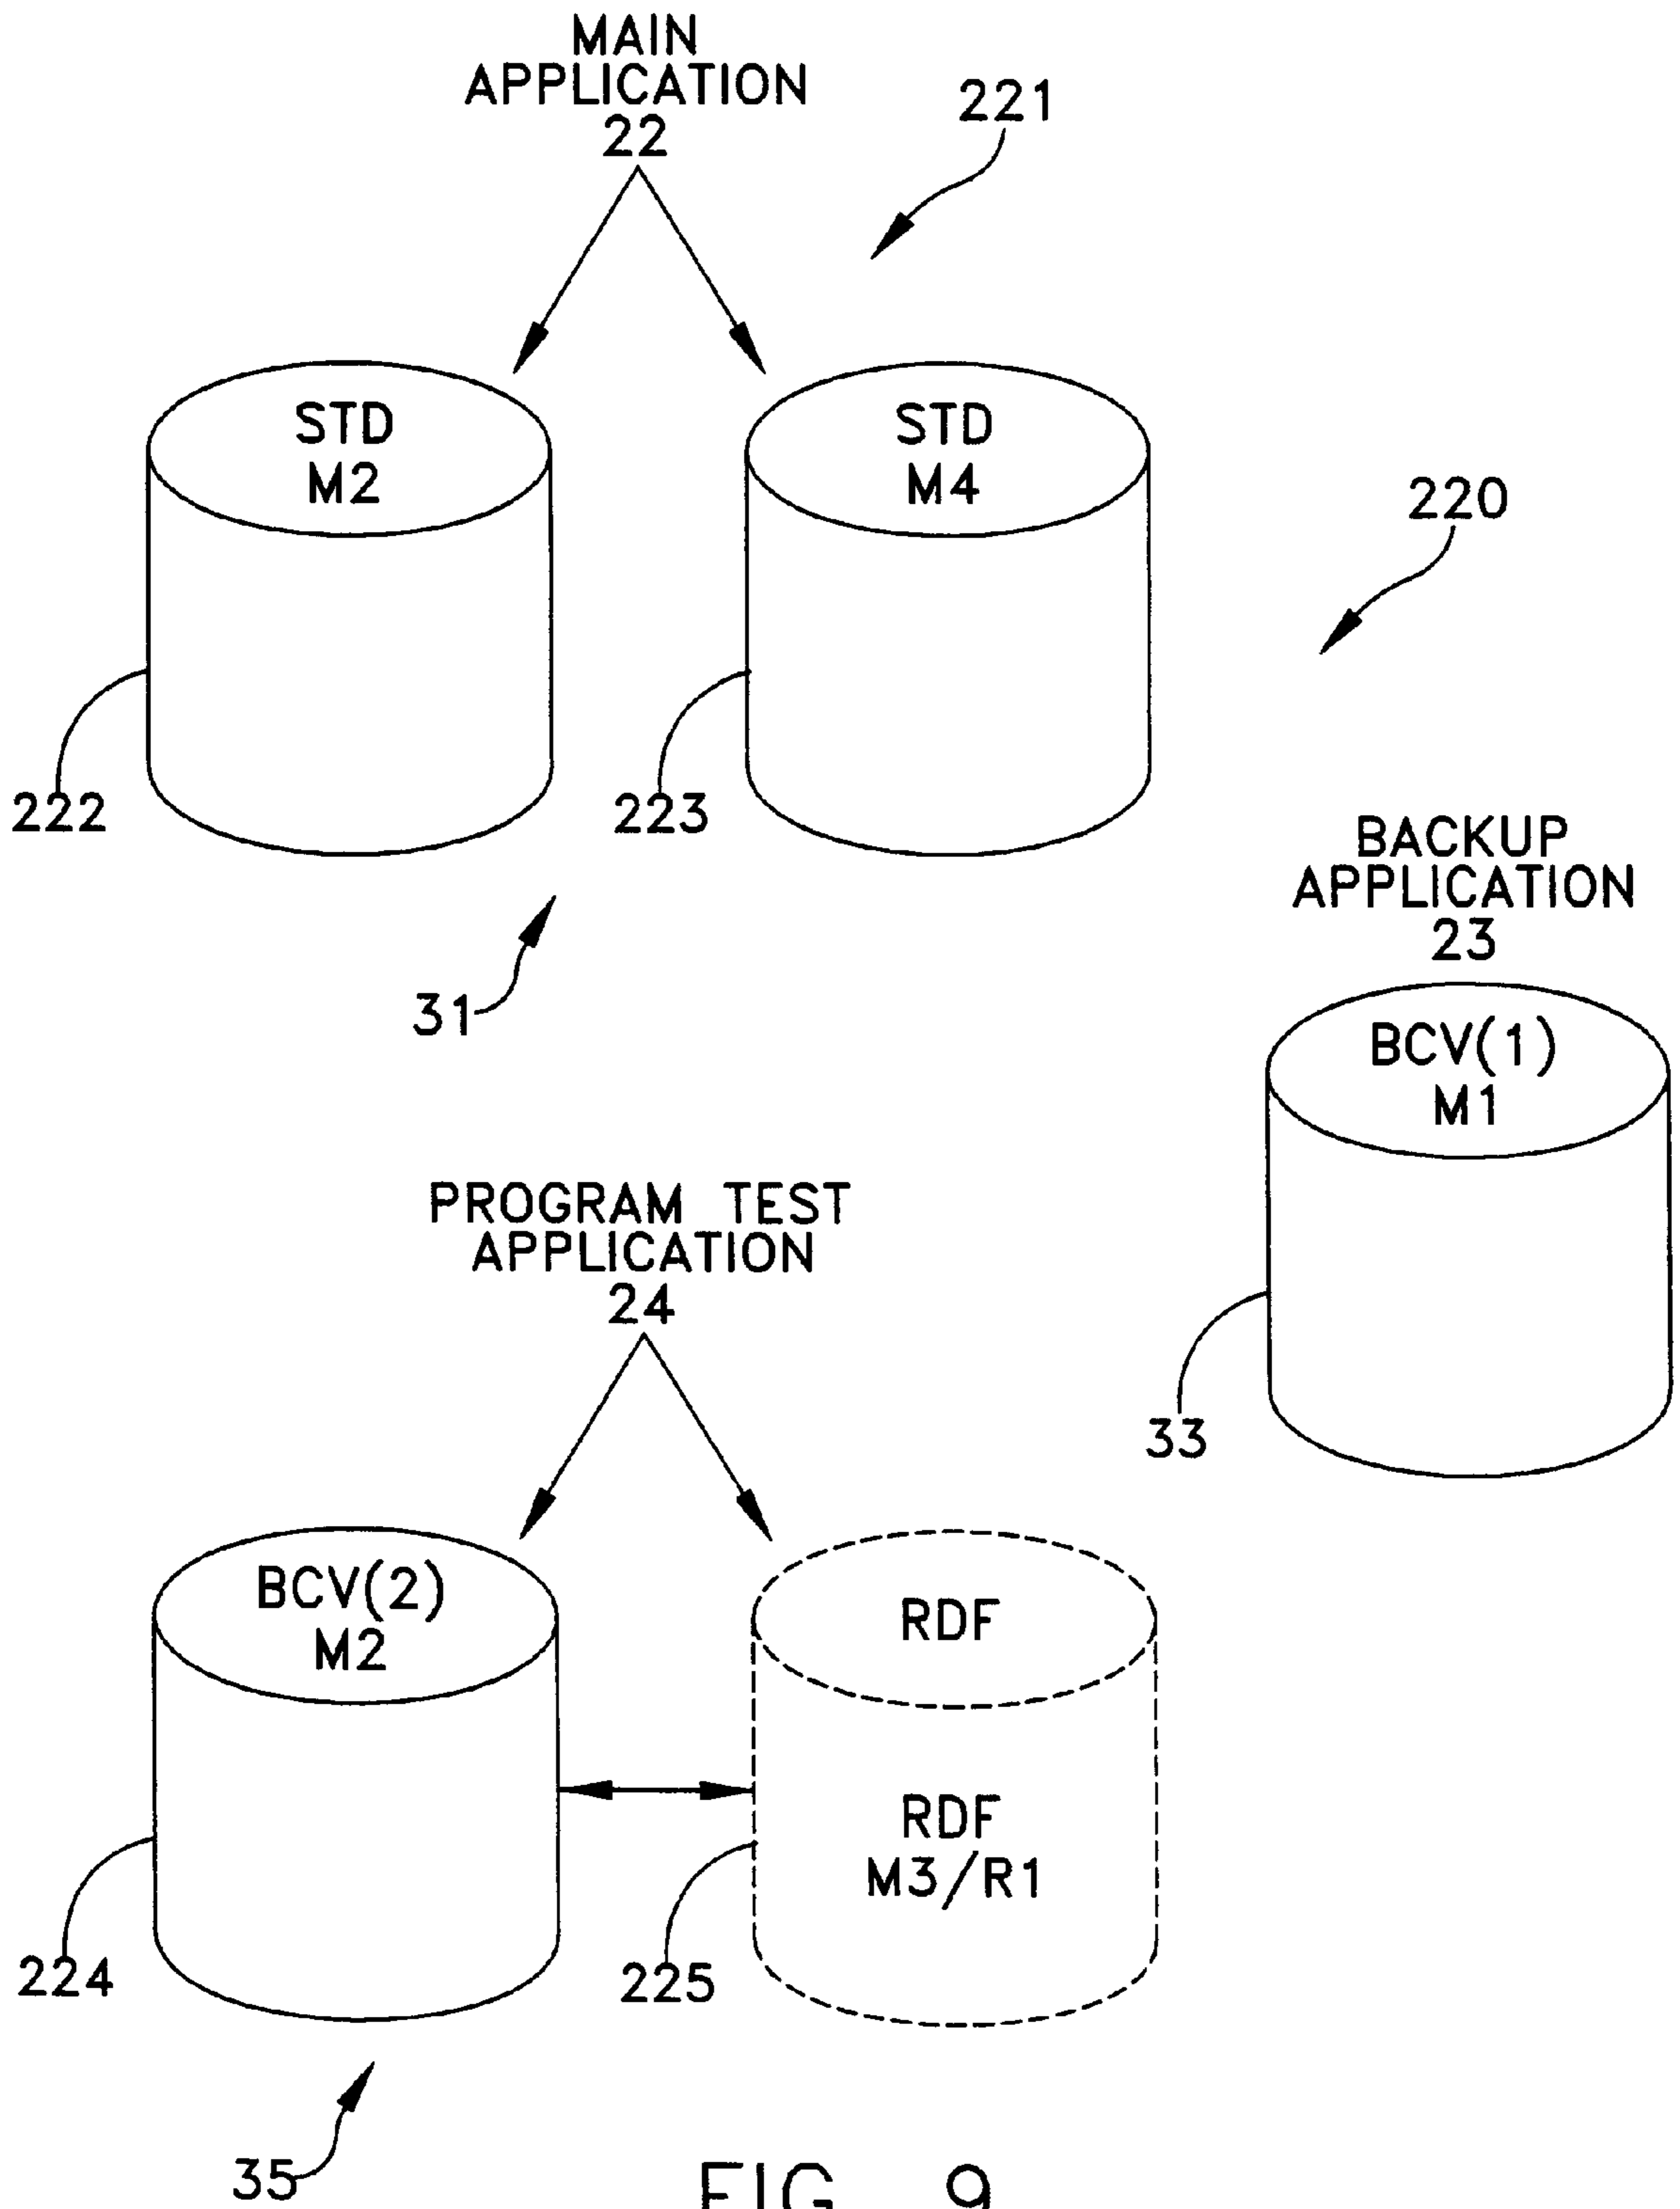 MAIN
APPLICATION
22
221
STD
M2
STD
M4
220
222
223
BACKUP
APPLICATION
23
31
BCV(1)
M1
PROGRAM TEST
APPLICATION
24
33
BCV(2)
M2
RDF
RDF
M3/R1
224
225
35
FIG. 9